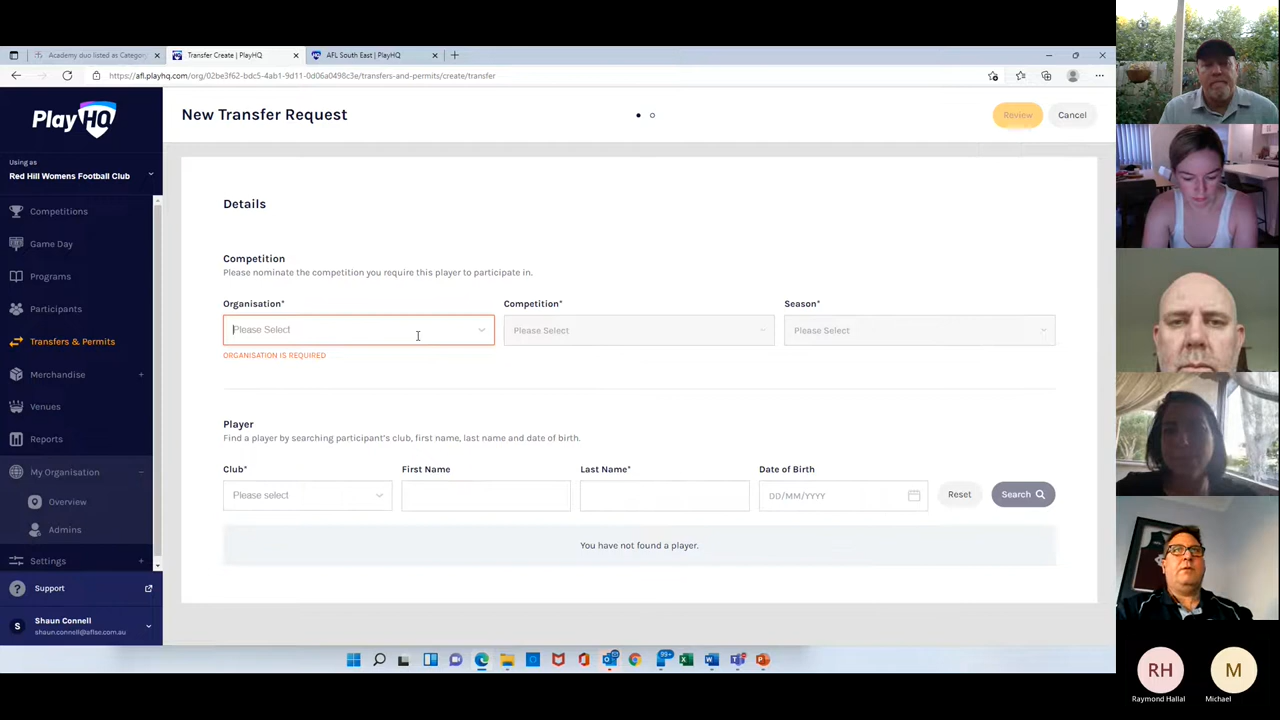 Academy duo listed as Category
Transfer Create | PlayHQ
AFL South East | PlayHQ
https://afl.playhq.com/org/02be3f62-bdc5-4ab1-9d11-0d06a0498c3e/transfers-and-permits/create/transfer
PlayHQ
New Transfer Request
Review
Cancel
Using as
Red Hill Womens Football Club
Competitions
Game Day
Programs
Participants
Transfers & Permits
Merchandise
Venues
Reports
My Organisation
Overview
Admins
Settings
Support
S
Shaun Connell
shaun.connell@aflse.com.au
Details
Competition
Please nominate the competition you require this player to participate in.
Organisation* Competition* Season*
Please Select Please Select Please Select
ORGANISATION IS REQUIRED
Player
Find a player by searching participant's club, first name, last name and date of birth.
Club* First Name Last Name* Date of Birth
Please select DD/MM/YYYY Reset Search
You have not found a player.
99+
RH
M
Raymond Hallal
Michael